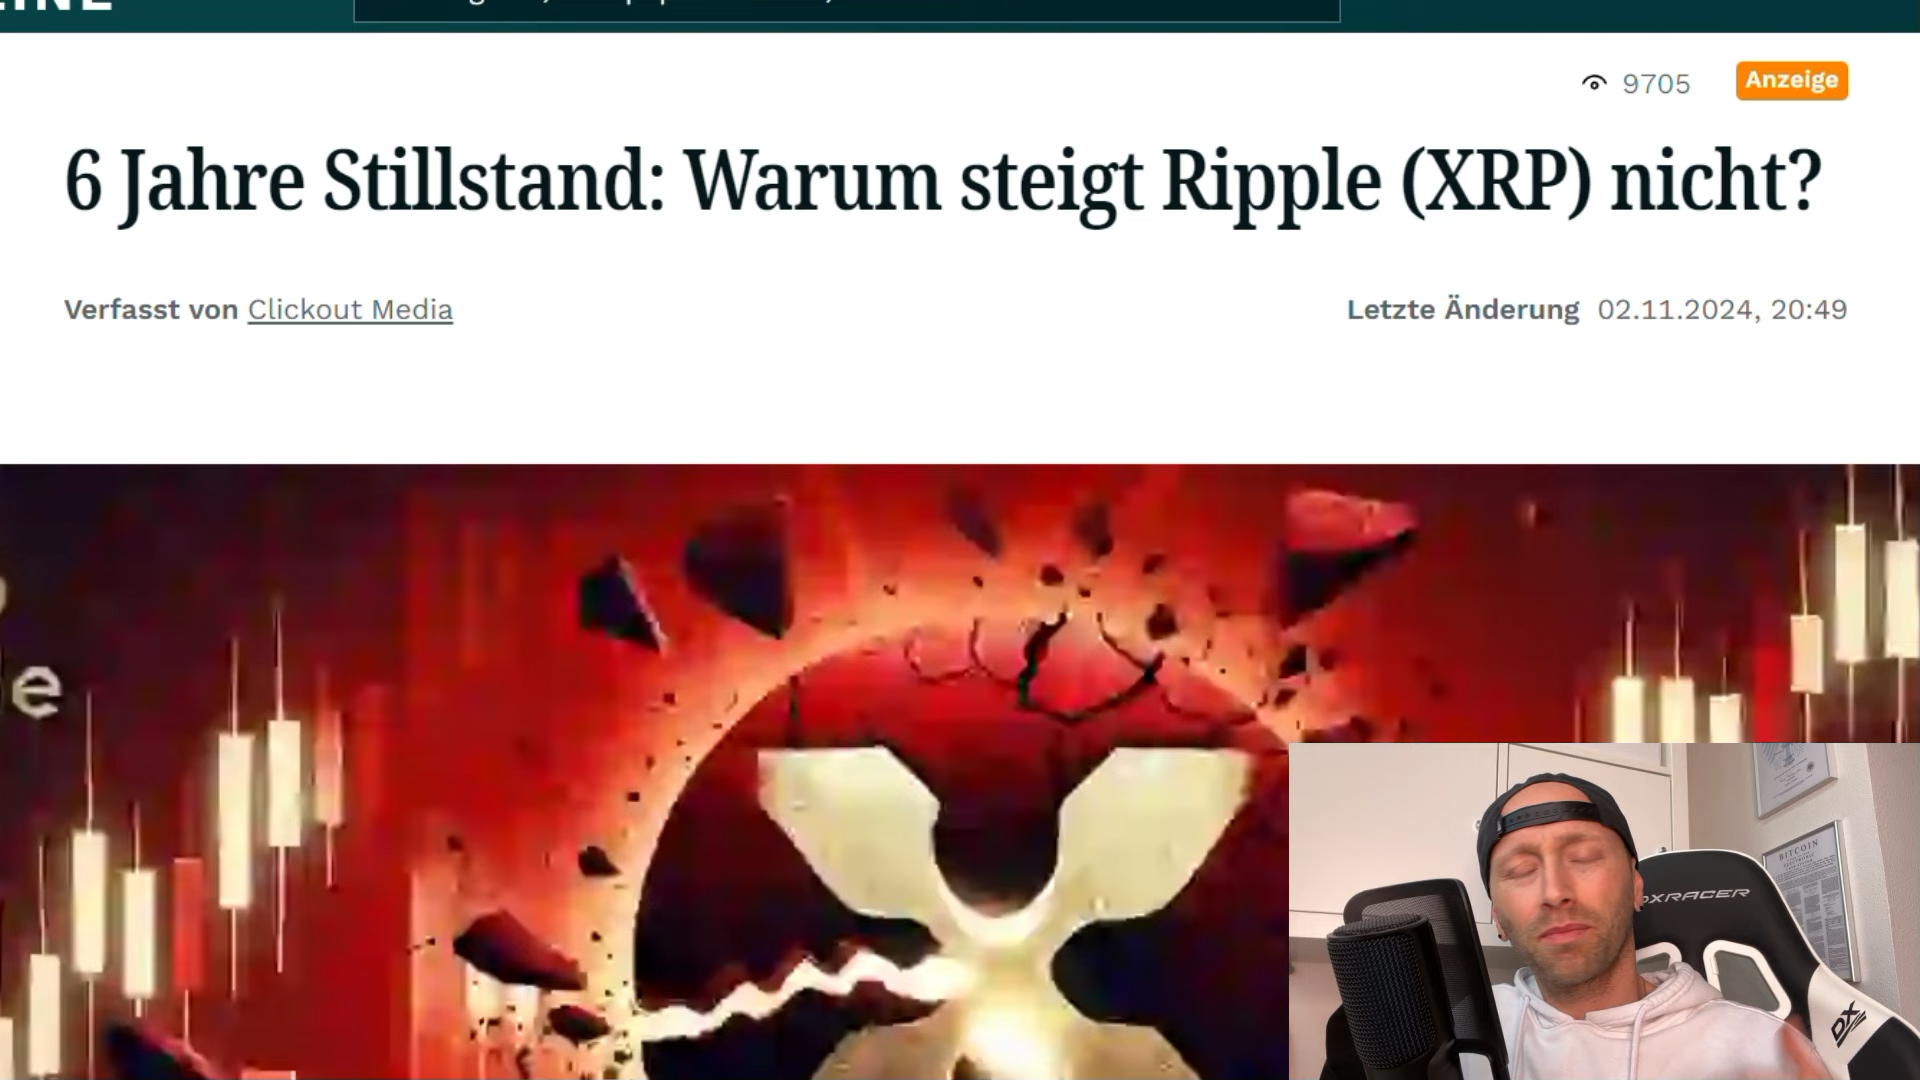 9705
Anzeige
6 Jahre Stillstand: Warum steigt Ripple (XRP) nicht?
Verfasst von Clickout Media
Letzte Änderung 02.11.2024, 20:49
e
BITCOIN
DXRACER
DX